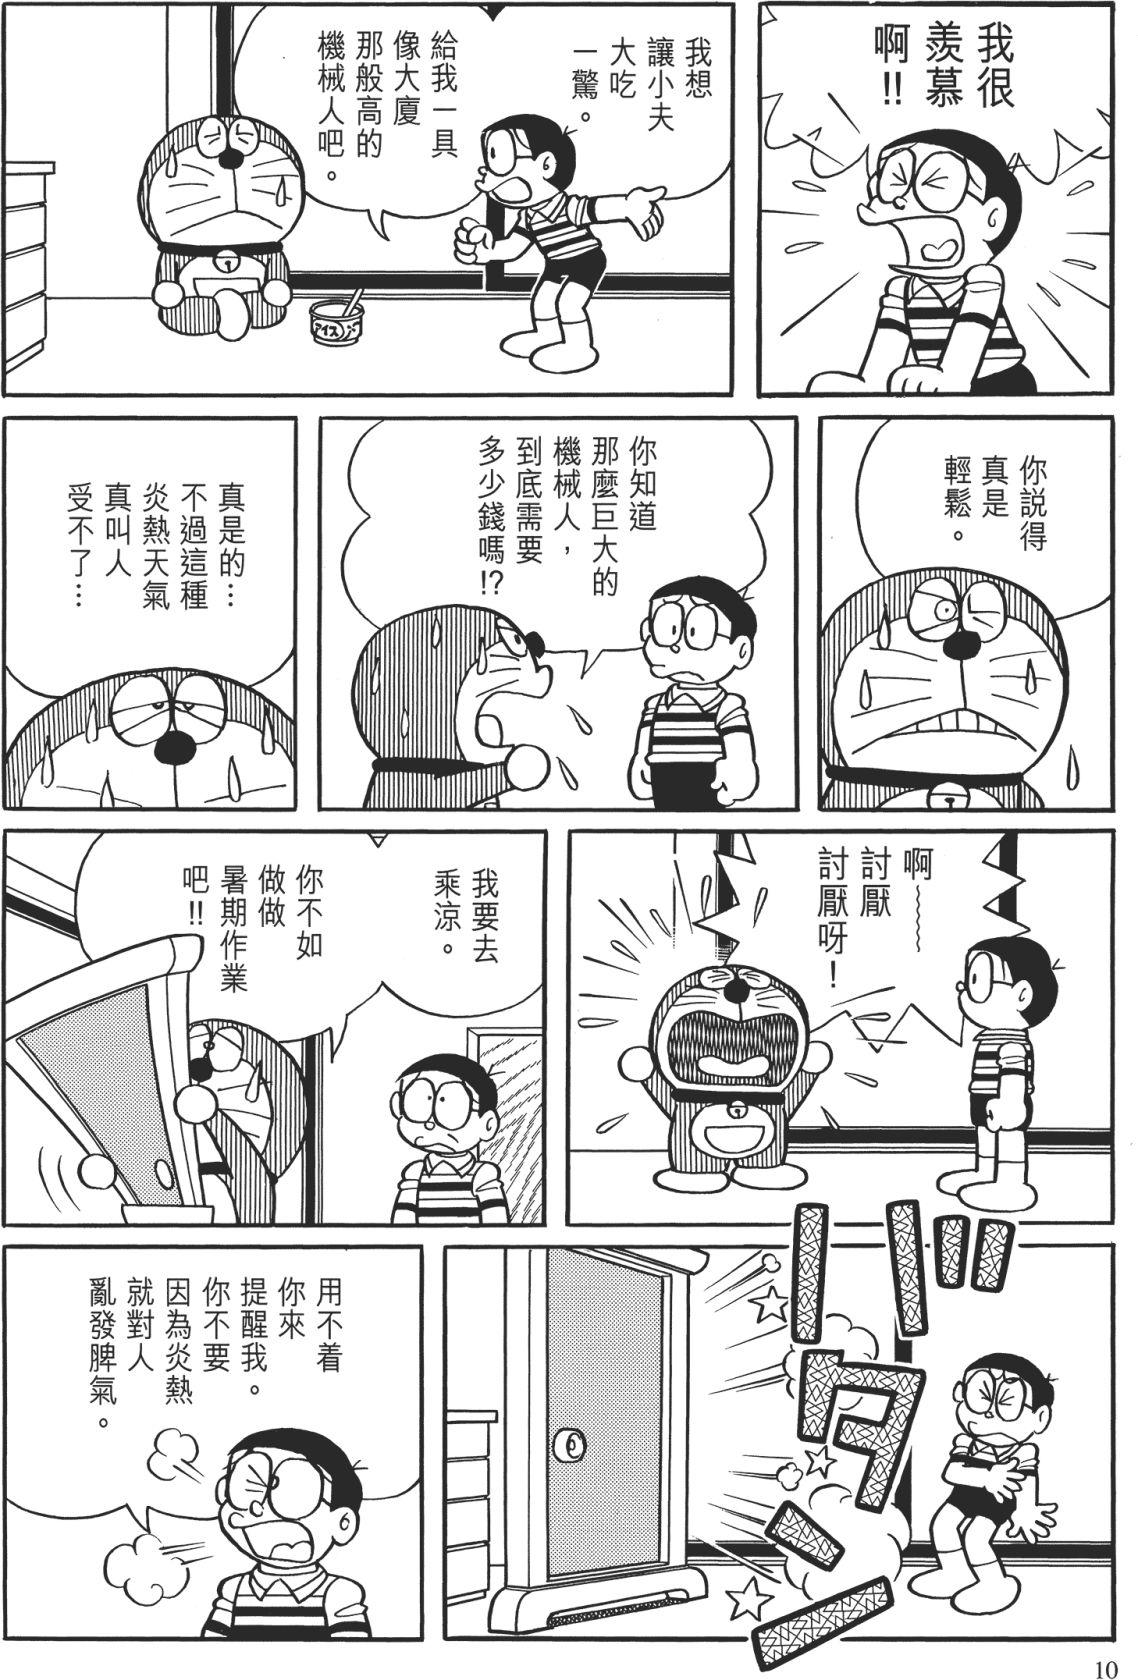 我很
羨慕
啊!!
我想
讓小夫
大吃
一驚。
給我一具
像大廈
那般高的
機械人吧。
アイス
你說得
真是
輕鬆。
你知道
那麼巨大的
機械人，
到底需要
多少錢嗎!?
真是的…
不過這種
炎熱天氣
真叫人
受不了…
啊～～
討厭
討厭呀!
我要去
乘涼。
你不如
做做
暑期作業
吧!!
バタン
用不着
你來
提醒我。
你不要
因為炎熱
就對人
亂發脾氣。
10